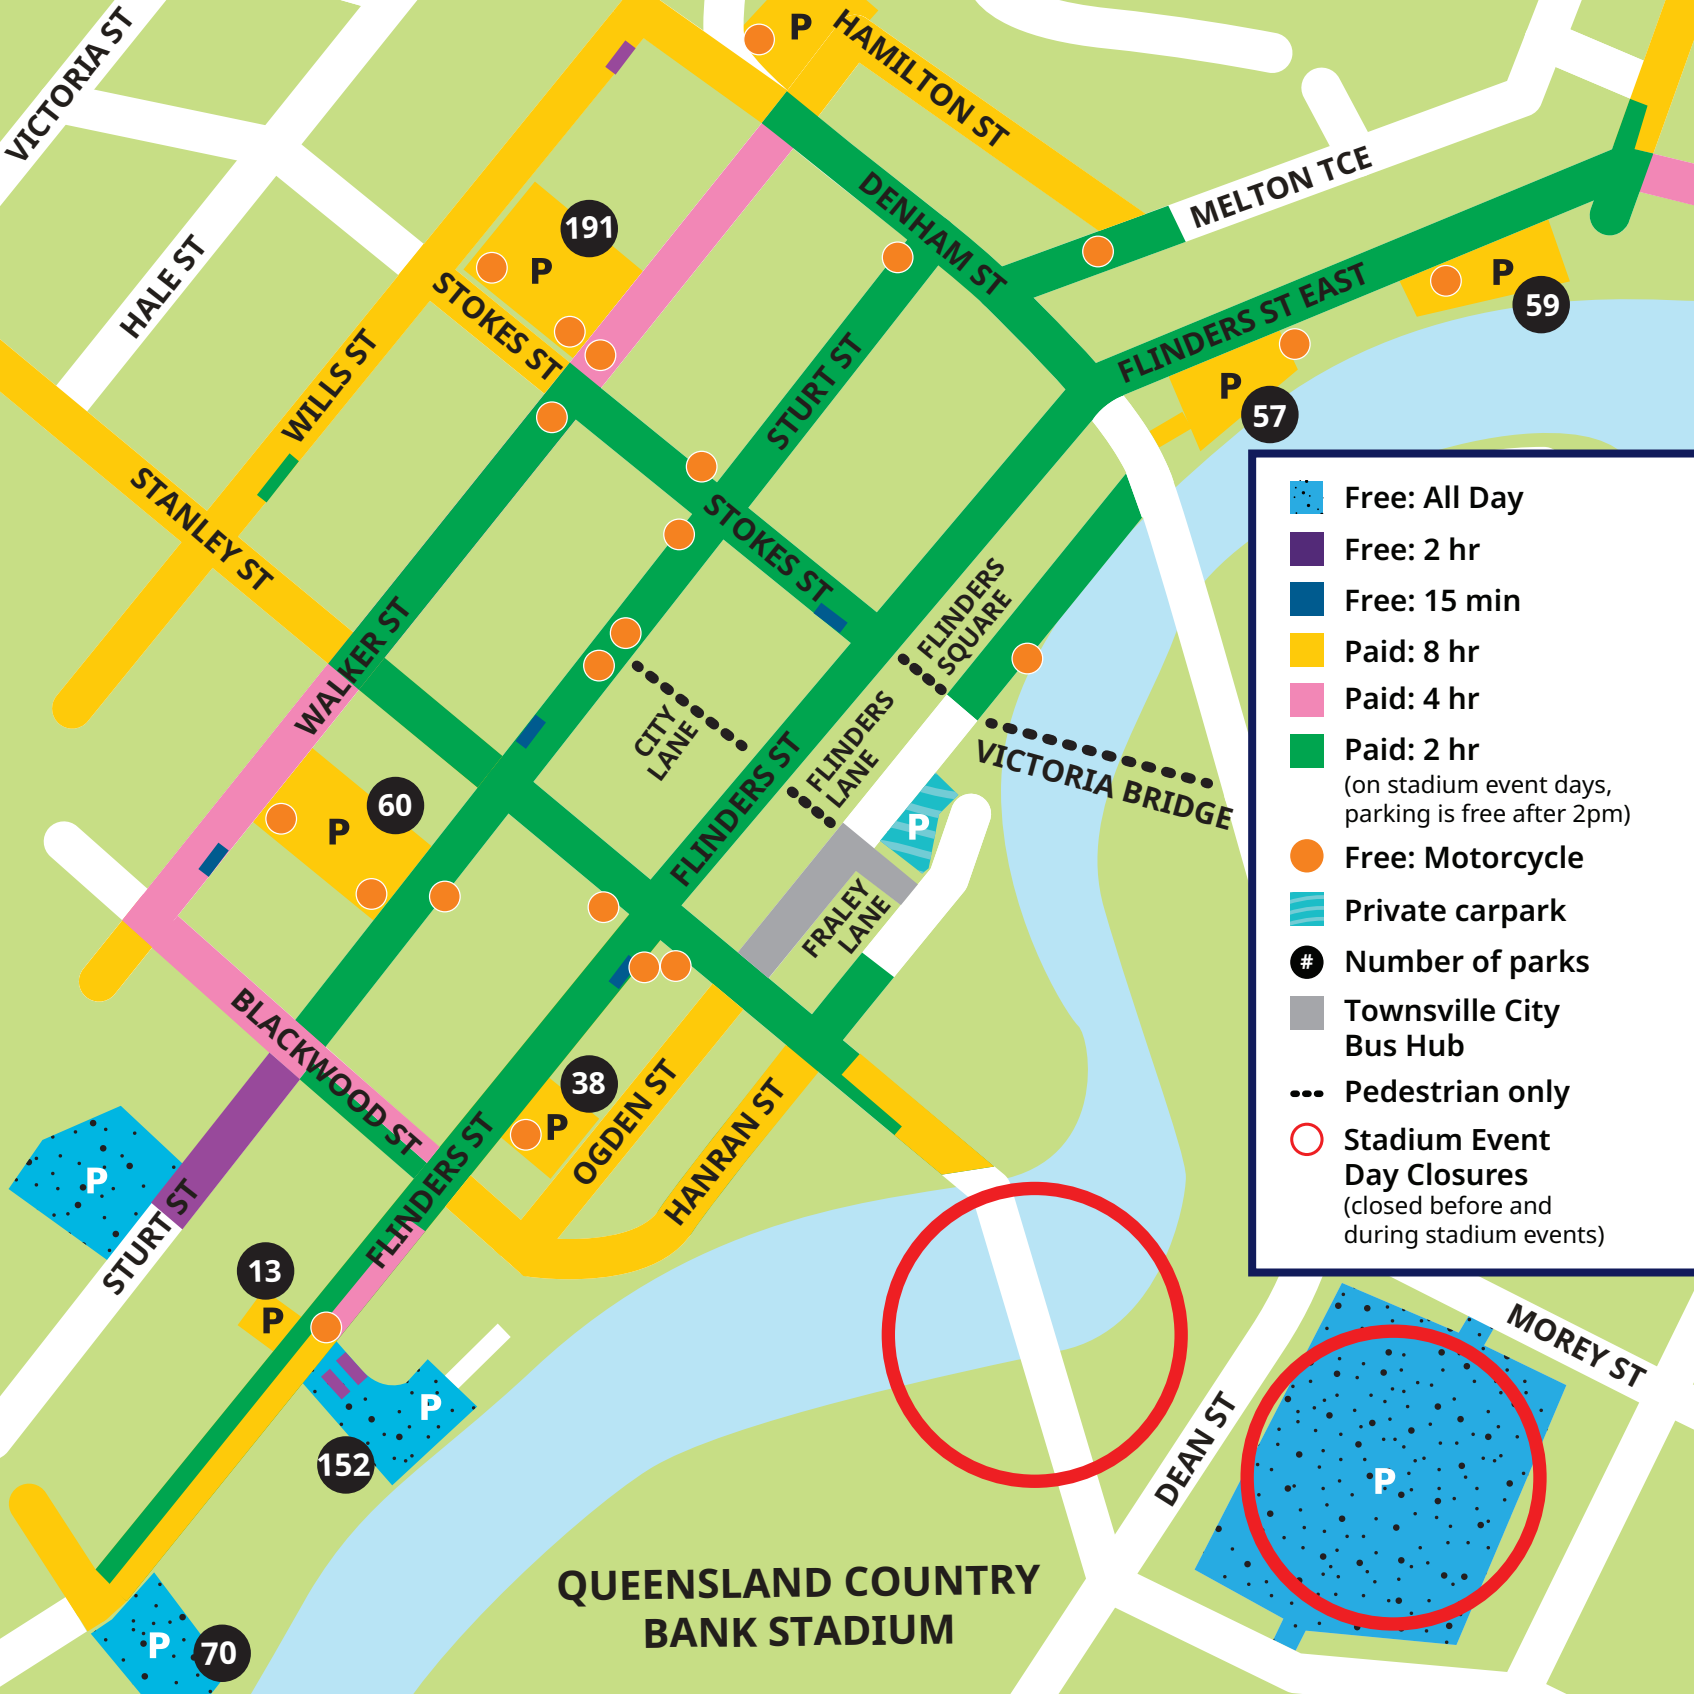 VICTORIA ST
P
HAMILTON ST
MELTON TCE
DENHAM ST
191
P
HALE ST
STOKES ST
WILLS ST
STURT ST
FLINDERS ST EAST
P
59
P
57
STANLEY ST
STOKES ST
WALKER ST
FLINDERS
SQUARE
CITY
LANE
FLINDERS
LANE
VICTORIA BRIDGE
FLINDERS ST
60
P
P
FRALEY
LANE
BLACKWOOD ST
38
P
OGDEN ST
HANRAN ST
FLINDERS ST
P
STURT ST
13
P
P
152
P
70
DEAN ST
MOREY ST
P
QUEENSLAND COUNTRY
BANK STADIUM
Free: All Day
Free: 2 hr
Free: 15 min
Paid: 8 hr
Paid: 4 hr
Paid: 2 hr
(on stadium event days,
parking is free after 2pm)
Free: Motorcycle
Private carpark
# Number of parks
Townsville City
Bus Hub
Pedestrian only
Stadium Event
Day Closures
(closed before and
during stadium events)